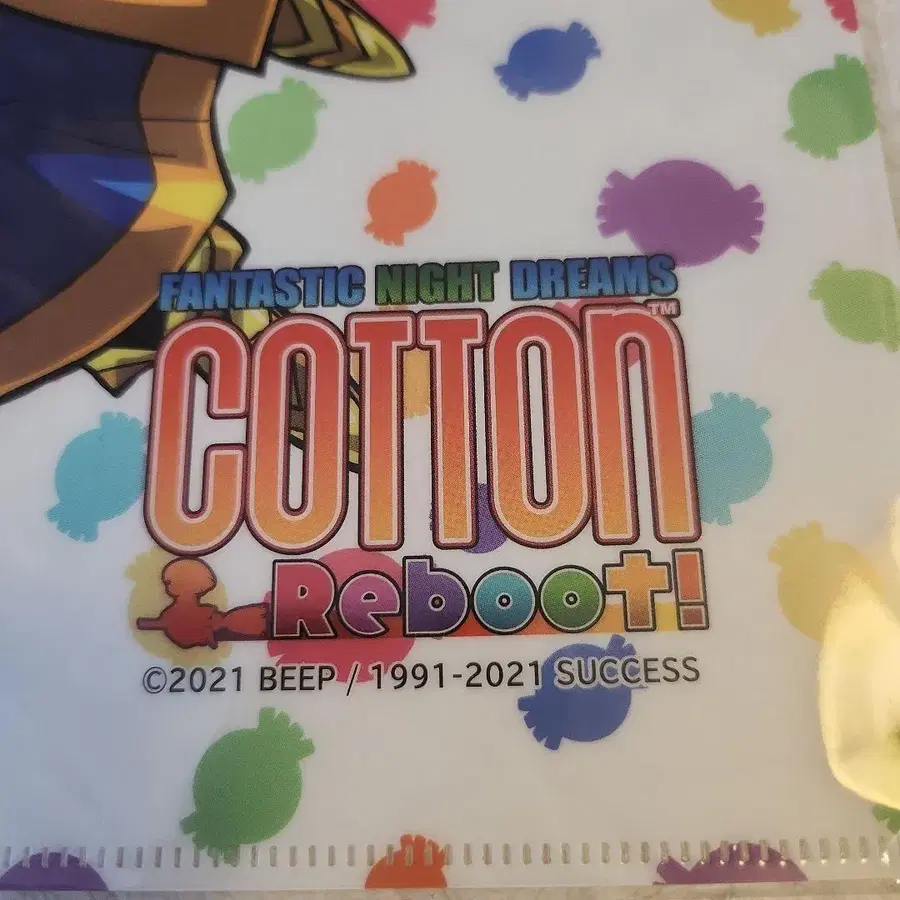 FANTASTIC NIGHT DREAMS
COTTON™
Reboot!
©2021 BEEP / 1991-2021 SUCCESS